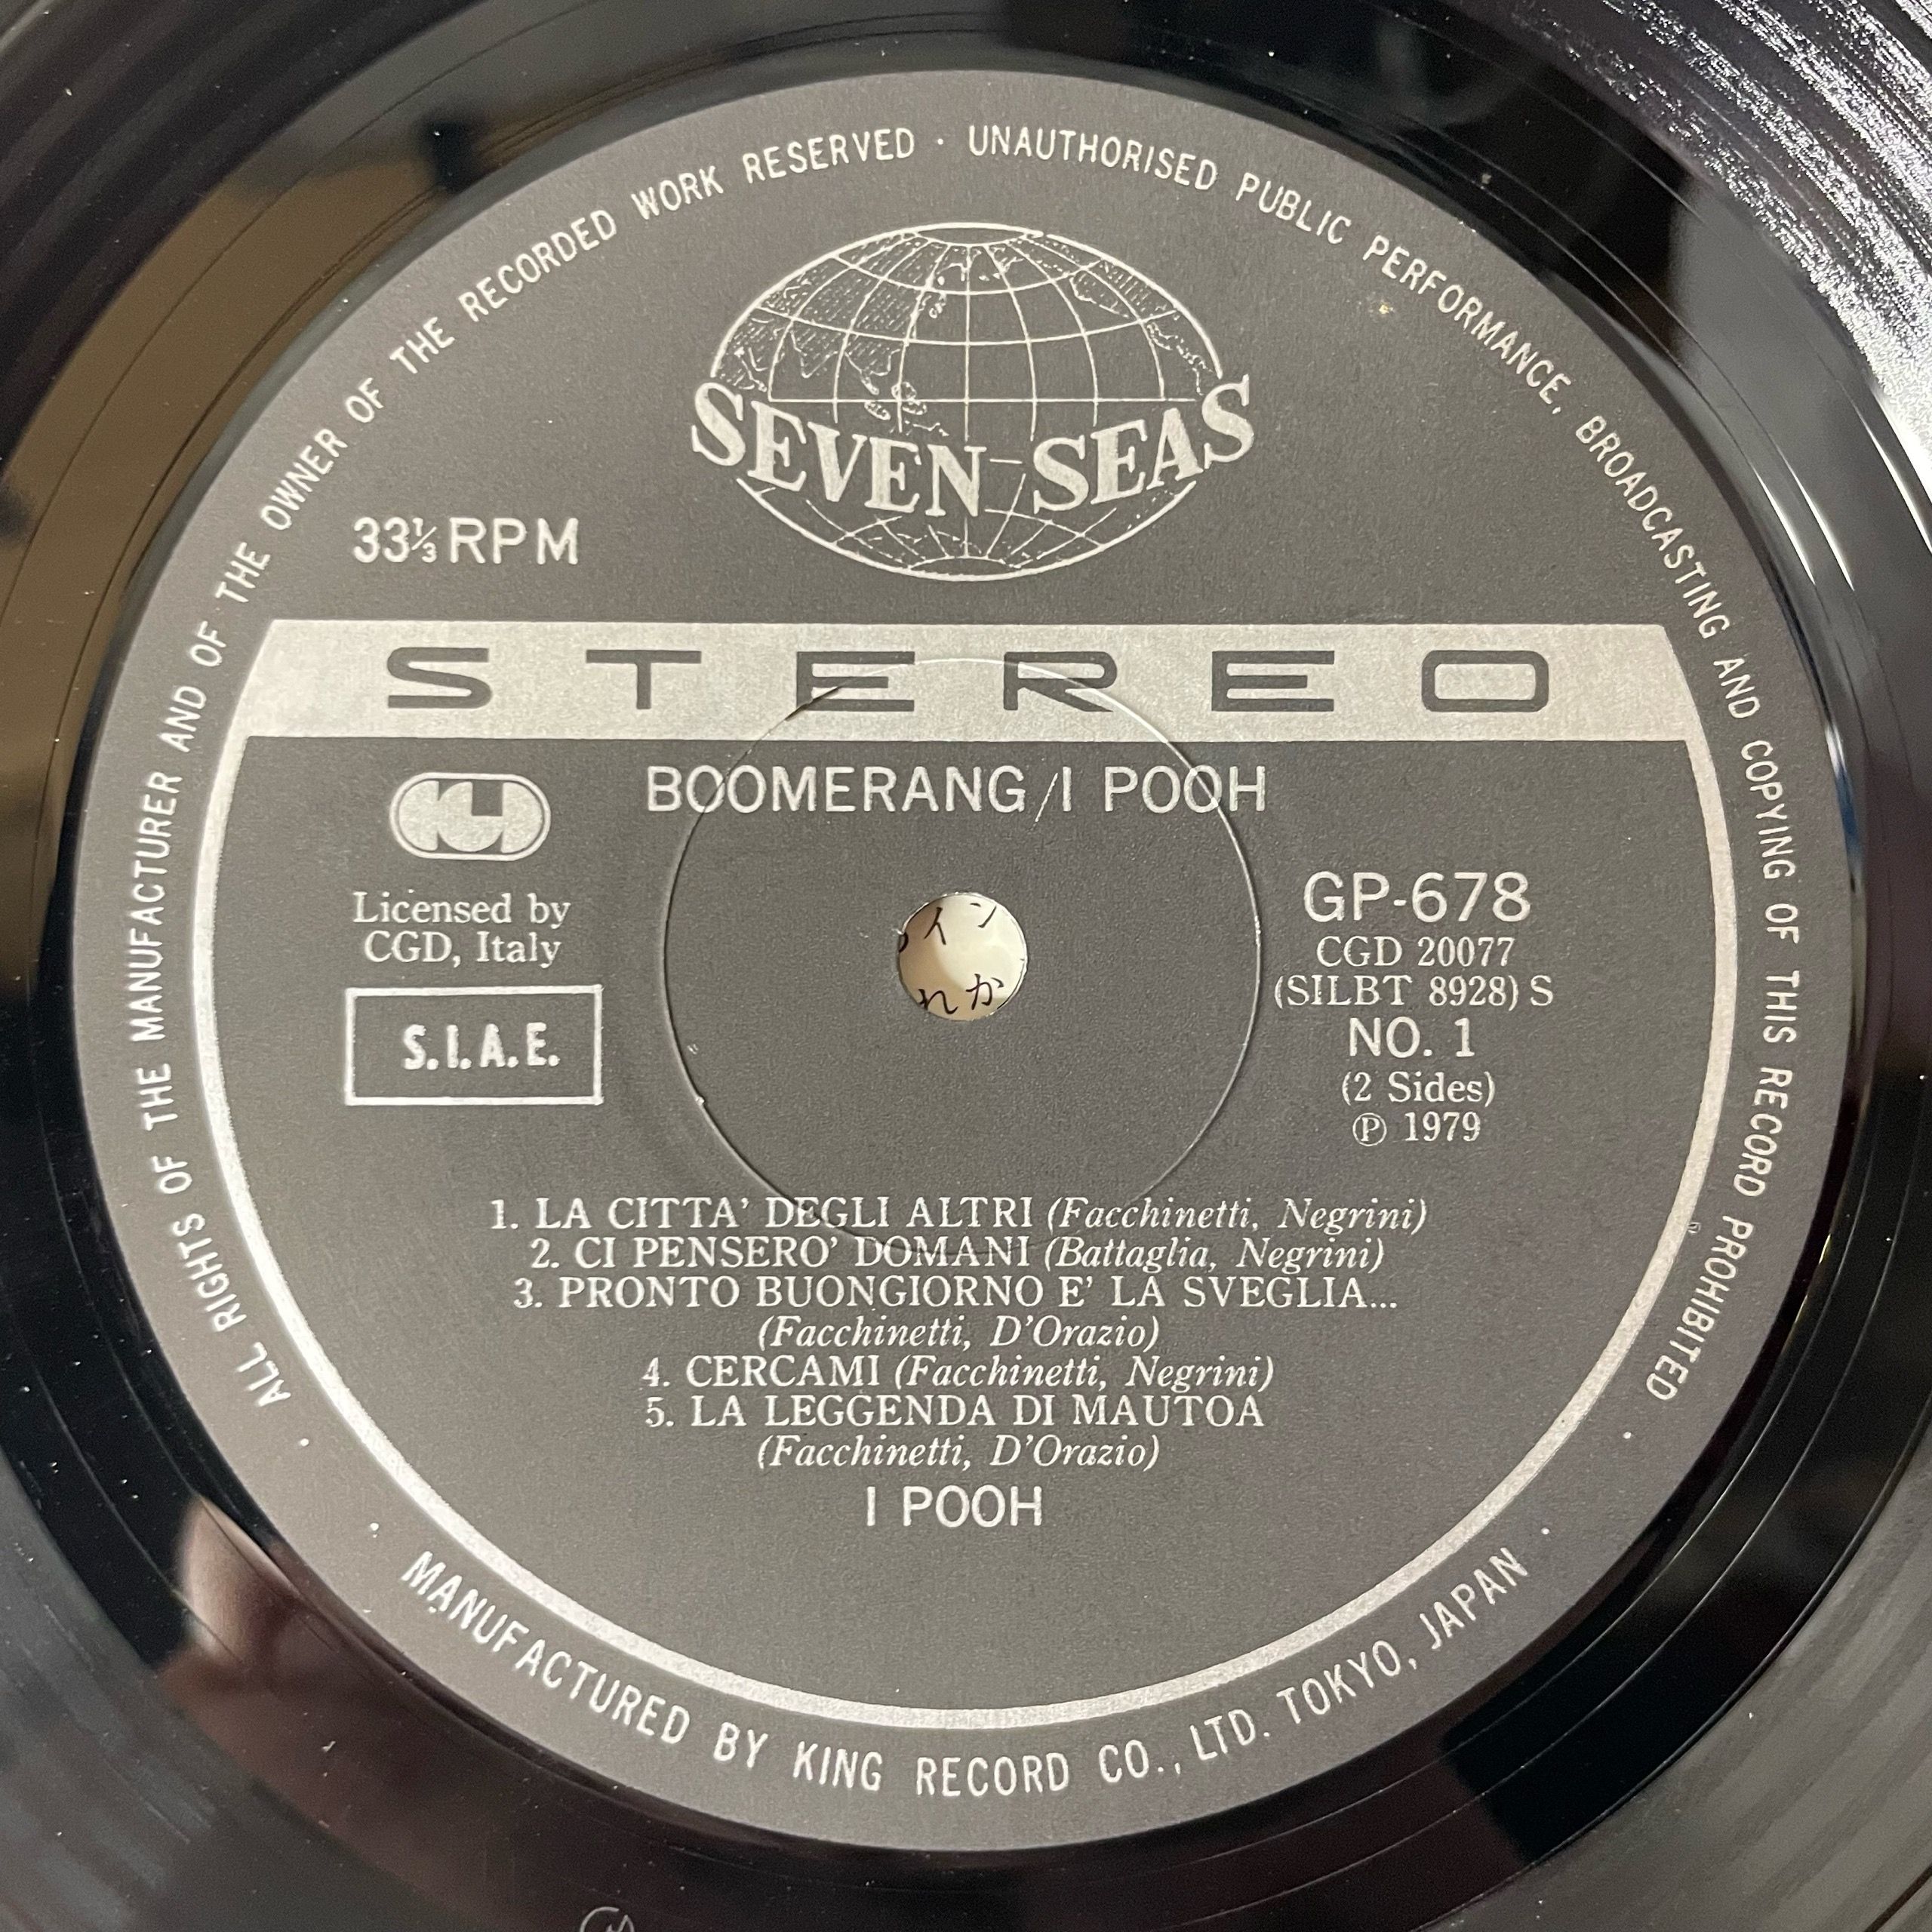 ALL RIGHTS OF THE MANUFACTURER AND OF THE OWNER OF THE RECORDED WORK RESERVED · UNAUTHORISED PUBLIC PERFORMANCE, BROADCASTING AND COPYING OF THIS RECORD PROHIBITED
SEVEN SEAS
33⅓ RPM
STEREO
BOOMERANG/I POOH
Licensed by
CGD, Italy
S.I.A.E.
GP-678
CGD 20077
(SILBT 8928) S
NO. 1
(2 Sides)
Ⓟ 1979
イン
れか
1. LA CITTA' DEGLI ALTRI (Facchinetti, Negrini)
2. CI PENSERO' DOMANI (Battaglia, Negrini)
3. PRONTO BUONGIORNO E' LA SVEGLIA...
(Facchinetti, D'Orazio)
4. CERCAMI (Facchinetti, Negrini)
5. LA LEGGENDA DI MAUTOA
(Facchinetti, D'Orazio)
I POOH
MANUFACTURED BY KING RECORD CO., LTD. TOKYO, JAPAN